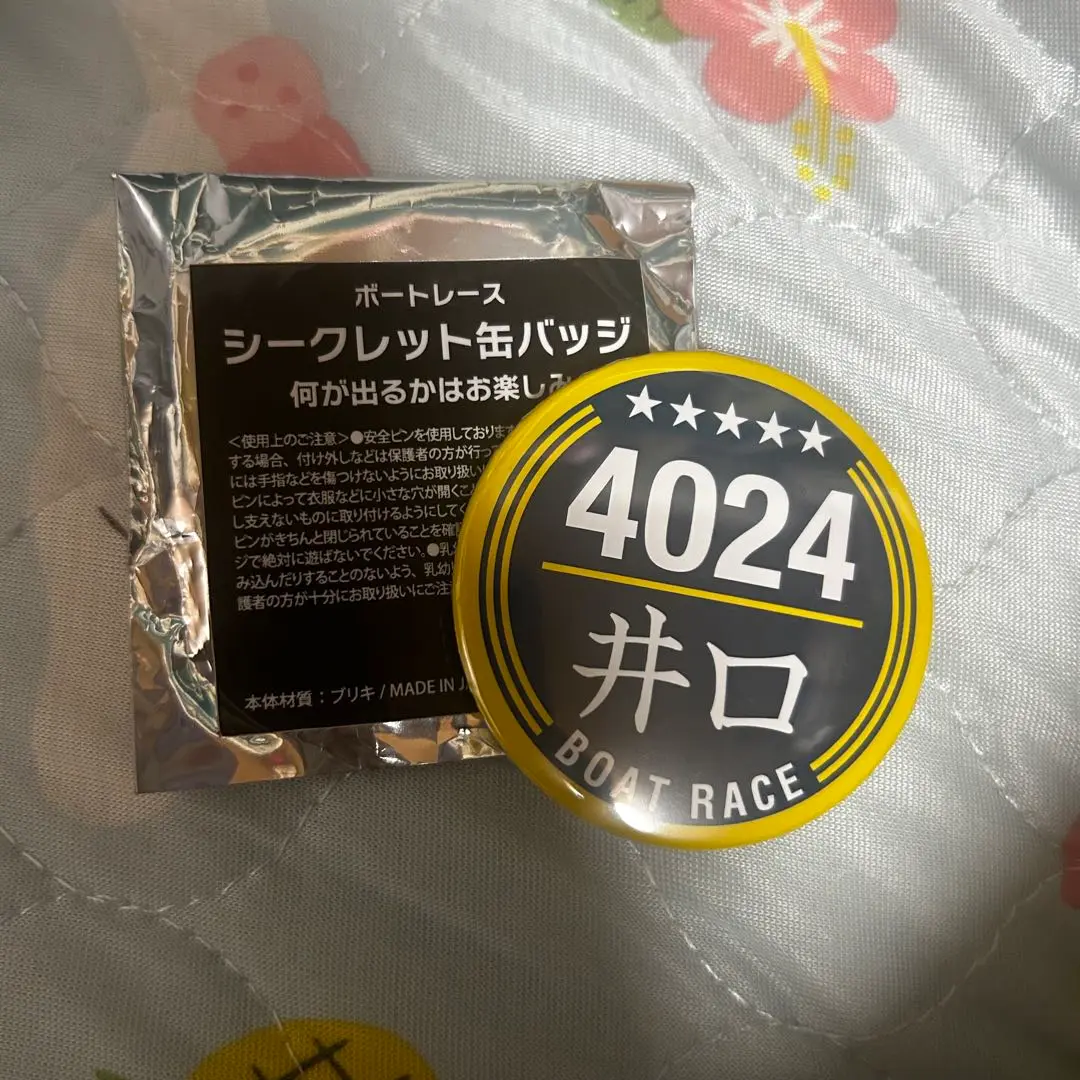 ボートレース
シークレット缶バッジ
何が出るかはお楽しみ
<使用上のご注意>●安全ピンを使用しております
する場合、付け外しなどは保護者の方が行っ
には手指などを傷つけないようにお取り扱い
ピンによって衣服などに小さな穴が開くこ
し支えないものに取り付けるようにしてく
ピンがきちんと閉じられていることを確認
ジで絶対に遊ばないでください。●乳
み込んだりすることのないよう、乳幼
護者の方が十分にお取り扱いにご注
本体材質:ブリキ / MADE IN
★★★★★
4024
井口
BOAT RACE